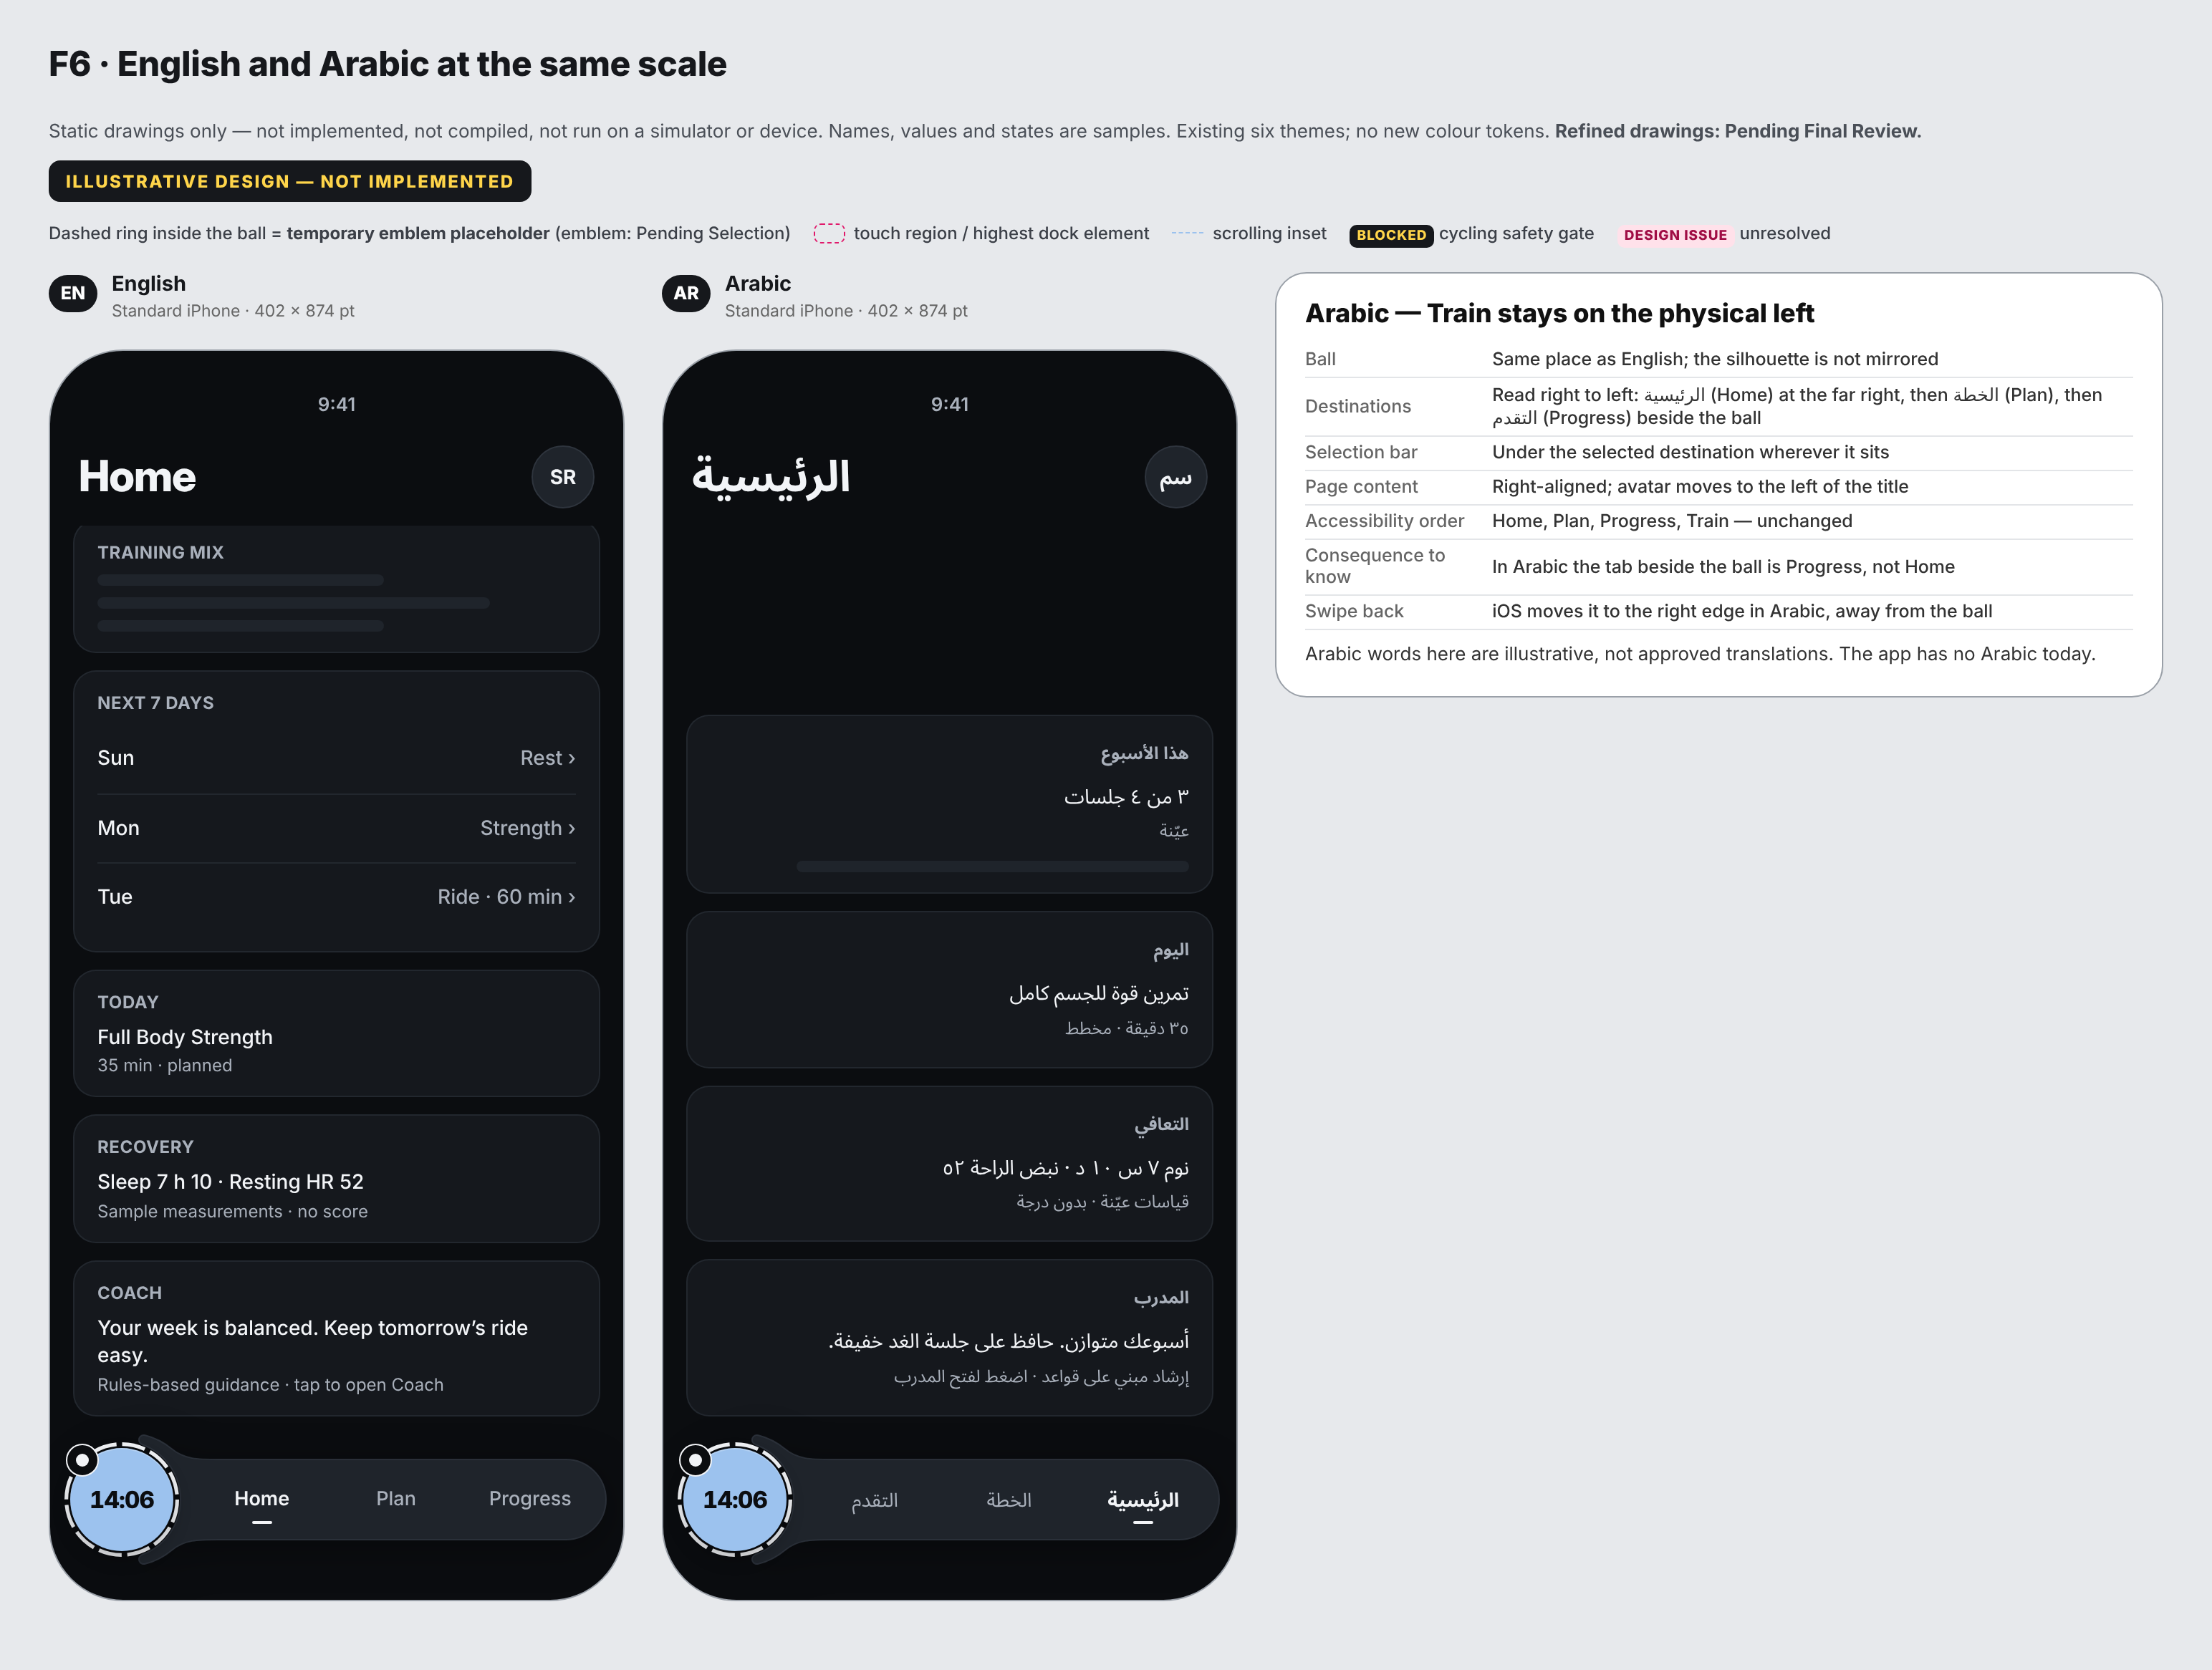 F6 · English and Arabic at the same scale
Static drawings only — not implemented, not compiled, not run on a simulator or device. Names, values and states are samples. Existing six themes; no new colour tokens. Refined drawings: Pending Final Review.
ILLUSTRATIVE DESIGN — NOT IMPLEMENTED
Dashed ring inside the ball = temporary emblem placeholder (emblem: Pending Selection)
touch region / highest dock element
scrolling inset
BLOCKED cycling safety gate
DESIGN ISSUE unresolved
EN
English
Standard iPhone · 402 × 874 pt
9:41
Home
SR
TRAINING MIX
NEXT 7 DAYS
Sun
Rest ›
Mon
Strength ›
Tue
Ride · 60 min ›
TODAY
Full Body Strength
35 min · planned
RECOVERY
Sleep 7 h 10 · Resting HR 52
Sample measurements · no score
COACH
Your week is balanced. Keep tomorrow’s ride
easy.
Rules-based guidance · tap to open Coach
14:06
Home
Plan
Progress
AR
Arabic
Standard iPhone · 402 × 874 pt
9:41
الرئيسية
سم
هذا الأسبوع
٣ من ٤ جلسات
عيّنة
اليوم
تمرين قوة للجسم كامل
٣٥ دقيقة · مخطط
التعافي
نوم ٧ س ١٠ د · نبض الراحة ٥٢
قياسات عيّنة · بدون درجة
المدرب
أسبوعك متوازن. حافظ على جلسة الغد خفيفة.
إرشاد مبني على قواعد · اضغط لفتح المدرب
14:06
الرئيسية
الخطة
التقدم
Arabic — Train stays on the physical left
Ball
Same place as English; the silhouette is not mirrored
Destinations
Read right to left: الرئيسية (Home) at the far right, then الخطة (Plan), then
التقدم (Progress) beside the ball
Selection bar
Under the selected destination wherever it sits
Page content
Right-aligned; avatar moves to the left of the title
Accessibility order
Home, Plan, Progress, Train — unchanged
Consequence to
know
In Arabic the tab beside the ball is Progress, not Home
Swipe back
iOS moves it to the right edge in Arabic, away from the ball
Arabic words here are illustrative, not approved translations. The app has no Arabic today.